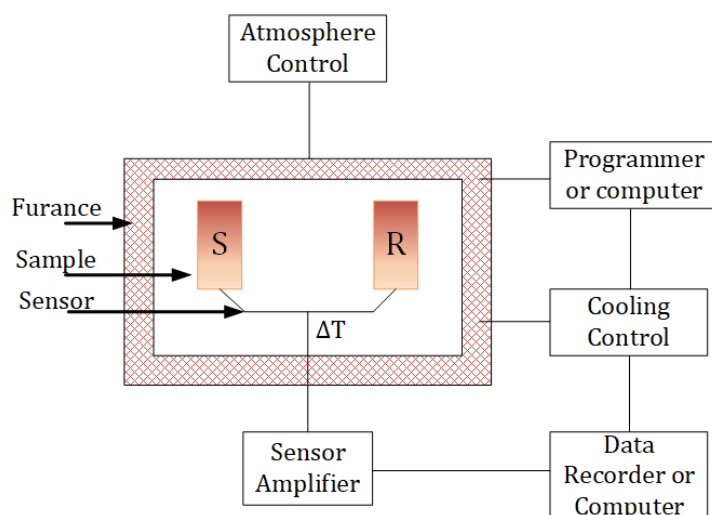 Atmosphere
Control
Programmer
or computer
Furance
S
R
Sample
Sensor
ΔT
Cooling
Control
Sensor
Amplifier
Data
Recorder or
Computer